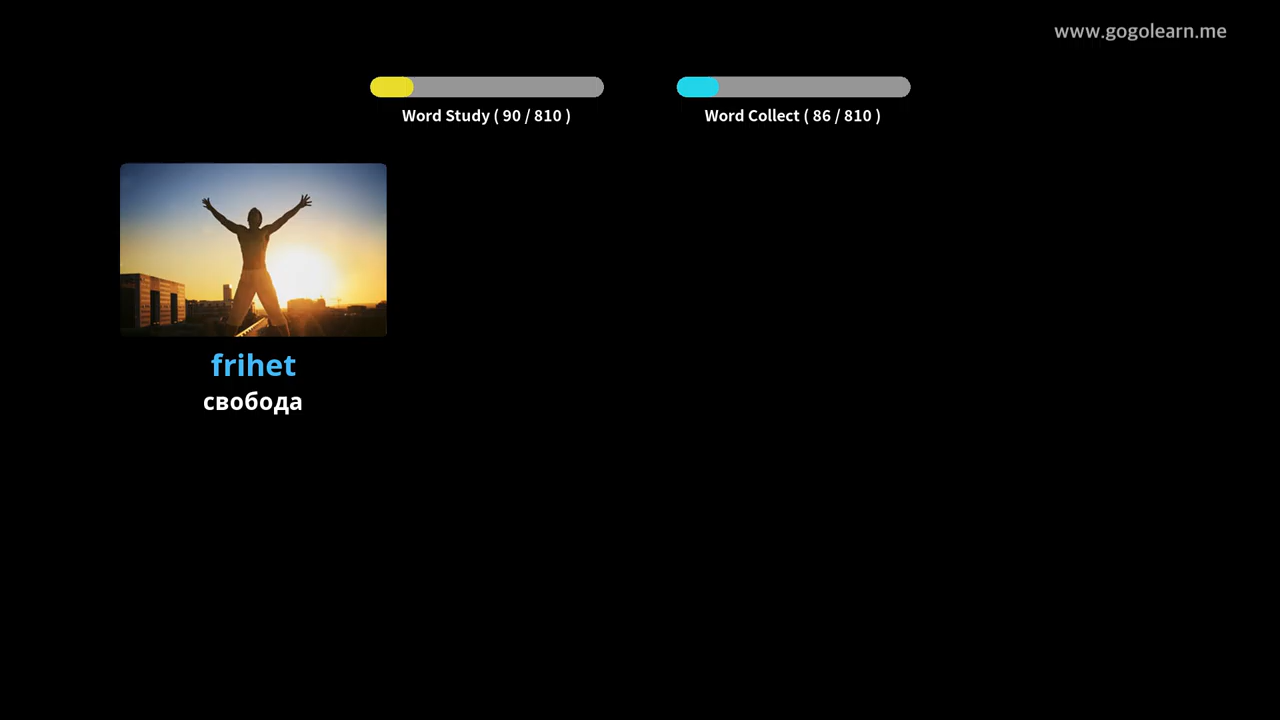 www.gogolearn.me
Word Study ( 90 / 810 )
Word Collect ( 86 / 810 )
frihet
свобода